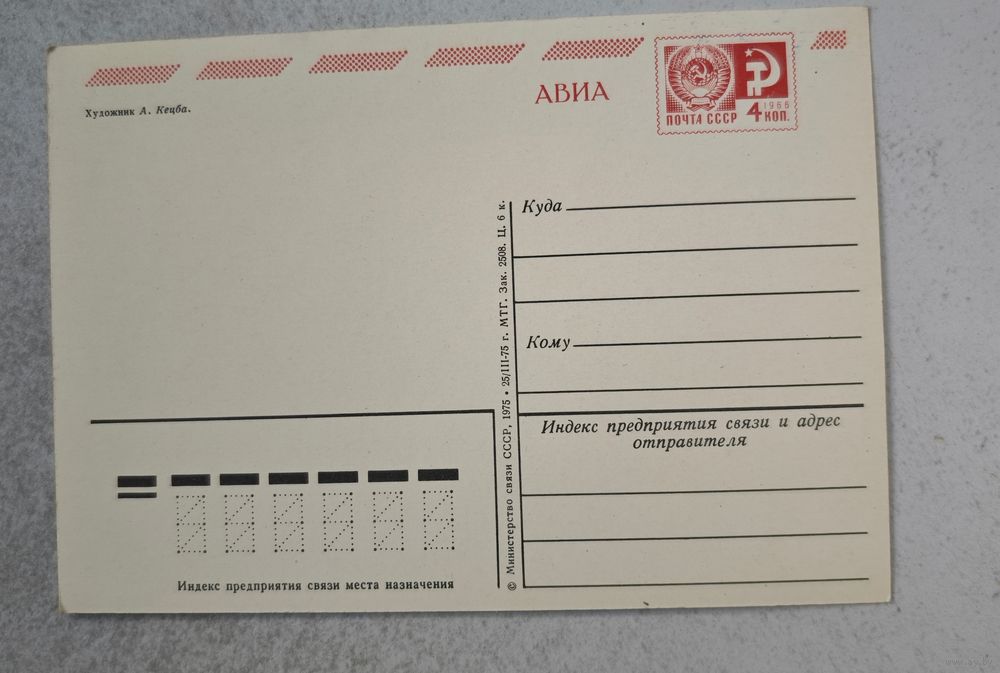 Художник А. Кецба.
АВИА
ПОЧТА СССР
1966
4 КОП.
Куда
Кому
© Министерство связи СССР, 1975 • 25/III-75 г. МТГ. Зак. 2508. Ц. 6 к.
Индекс предприятия связи и адрес
отправителя
Индекс предприятия связи места назначения